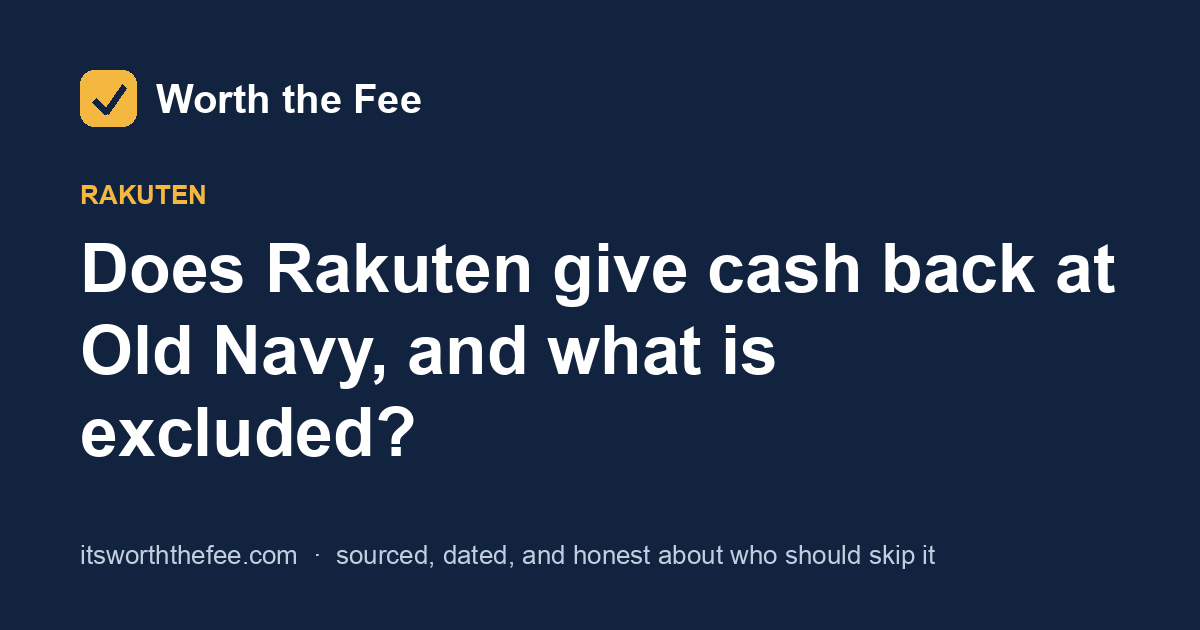 Worth the Fee
RAKUTEN
Does Rakuten give cash back at
Old Navy, and what is
excluded?
itsworththefee.com · sourced, dated, and honest about who should skip it